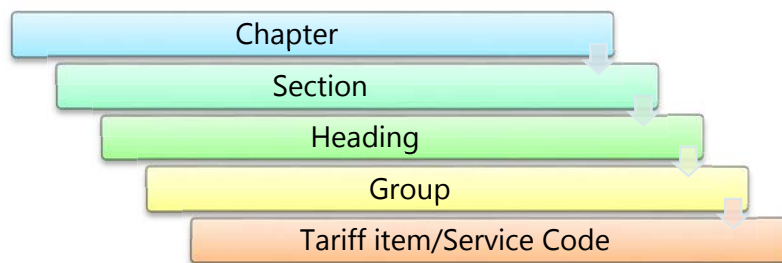 Chapter
Section
Heading
Group
Tariff item/Service Code